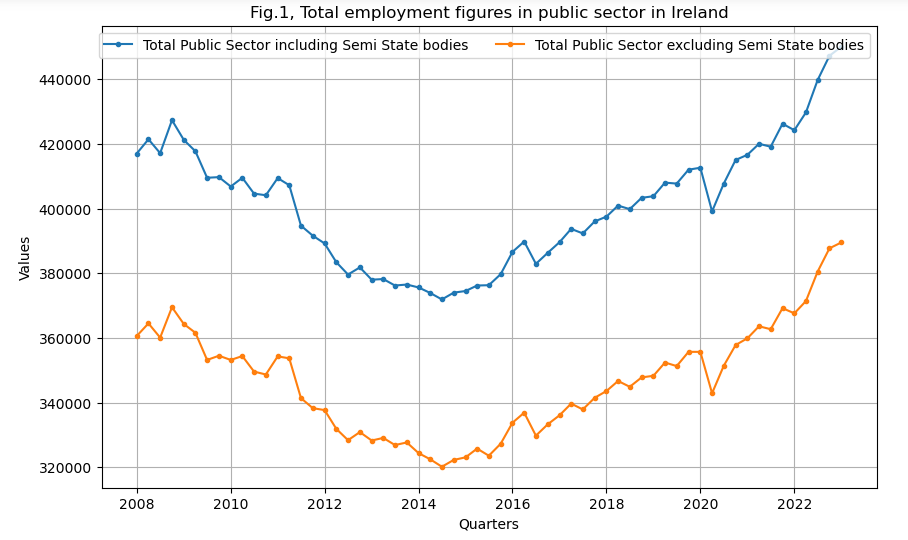 Fig.1, Total employment figures in public sector in Ireland
Total Public Sector including Semi State bodies
Total Public Sector excluding Semi State bodies
440000
420000
400000
380000
360000
340000
320000
Values
2008 2010 2012 2014 2016 2018 2020 2022
Quarters